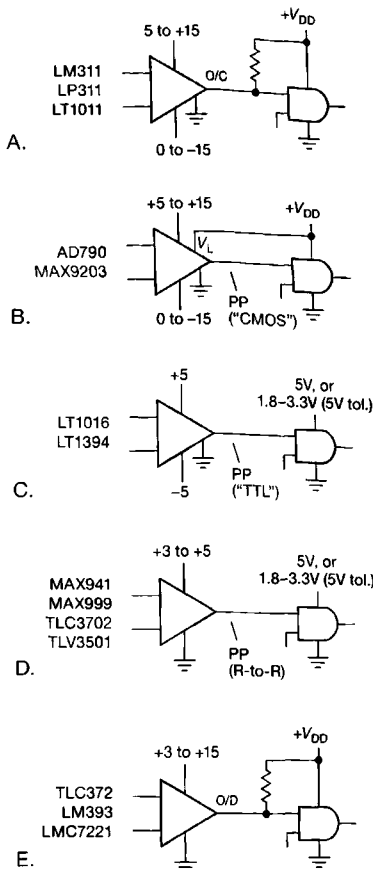 5 to +15
+VDD
LM311
LP311
LT1011
O/C
0 to –15
A.
+5 to +15
+VDD
VL
AD790
MAX9203
0 to –15
PP
("CMOS")
B.
+5
5V, or
1.8–3.3V (5V tol.)
LT1016
LT1394
–5
PP
("TTL")
C.
+3 to +5
5V, or
1.8–3.3V (5V tol.)
MAX941
MAX999
TLC3702
TLV3501
PP
(R-to-R)
D.
+3 to +15
+VDD
TLC372
LM393
LMC7221
O/D
E.